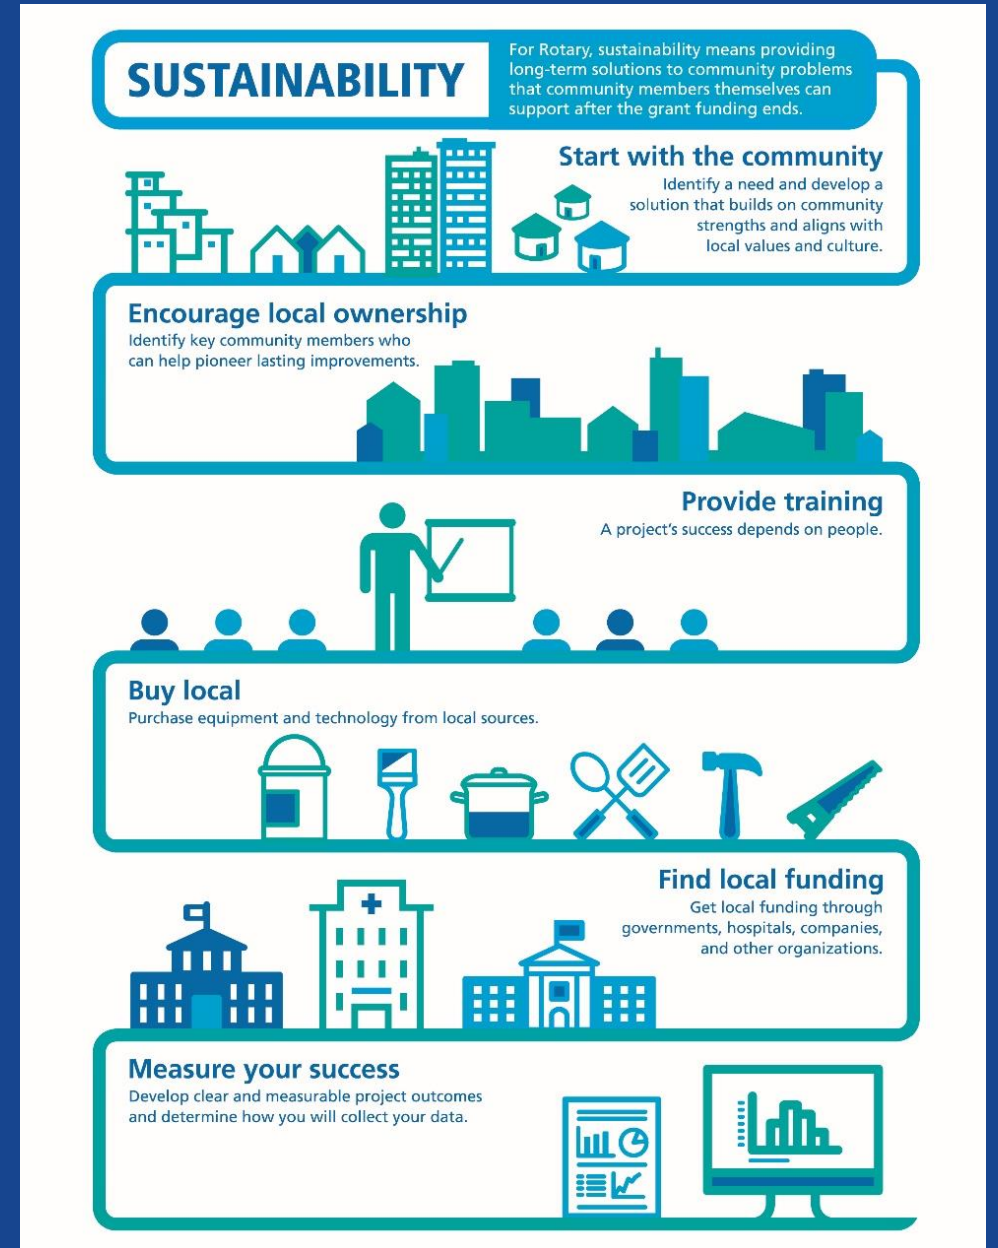 SUSTAINABILITY
For Rotary, sustainability means providing
long-term solutions to community problems
that community members themselves can
support after the grant funding ends.
Start with the community
Identify a need and develop a
solution that builds on community
strengths and aligns with
local values and culture.
Encourage local ownership
Identify key community members who
can help pioneer lasting improvements.
Provide training
A project's success depends on people.
Buy local
Purchase equipment and technology from local sources.
Find local funding
Get local funding through
governments, hospitals, companies,
and other organizations.
Measure your success
Develop clear and measurable project outcomes
and determine how you will collect your data.